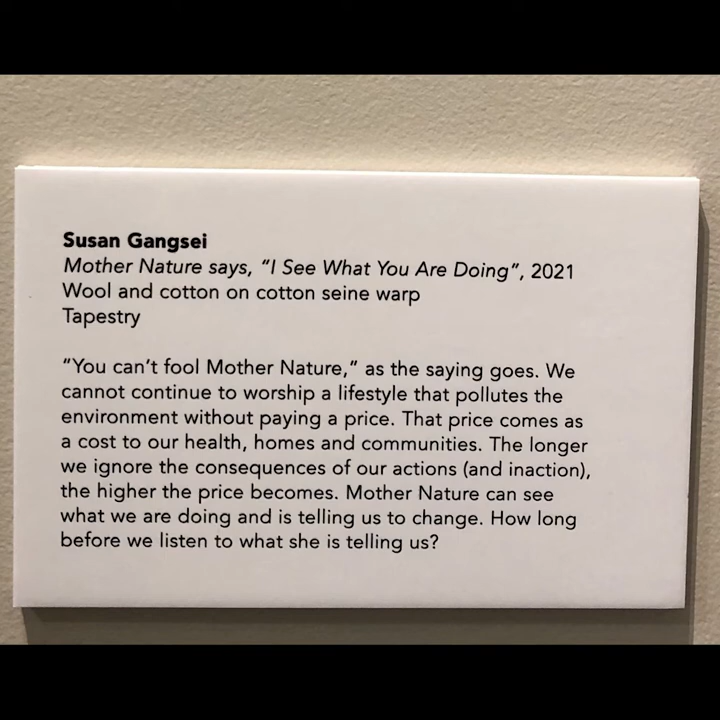 Susan Gangsei
Mother Nature says, “I See What You Are Doing”, 2021
Wool and cotton on cotton seine warp
Tapestry
“You can’t fool Mother Nature,” as the saying goes. We
cannot continue to worship a lifestyle that pollutes the
environment without paying a price. That price comes as
a cost to our health, homes and communities. The longer
we ignore the consequences of our actions (and inaction),
the higher the price becomes. Mother Nature can see
what we are doing and is telling us to change. How long
before we listen to what she is telling us?